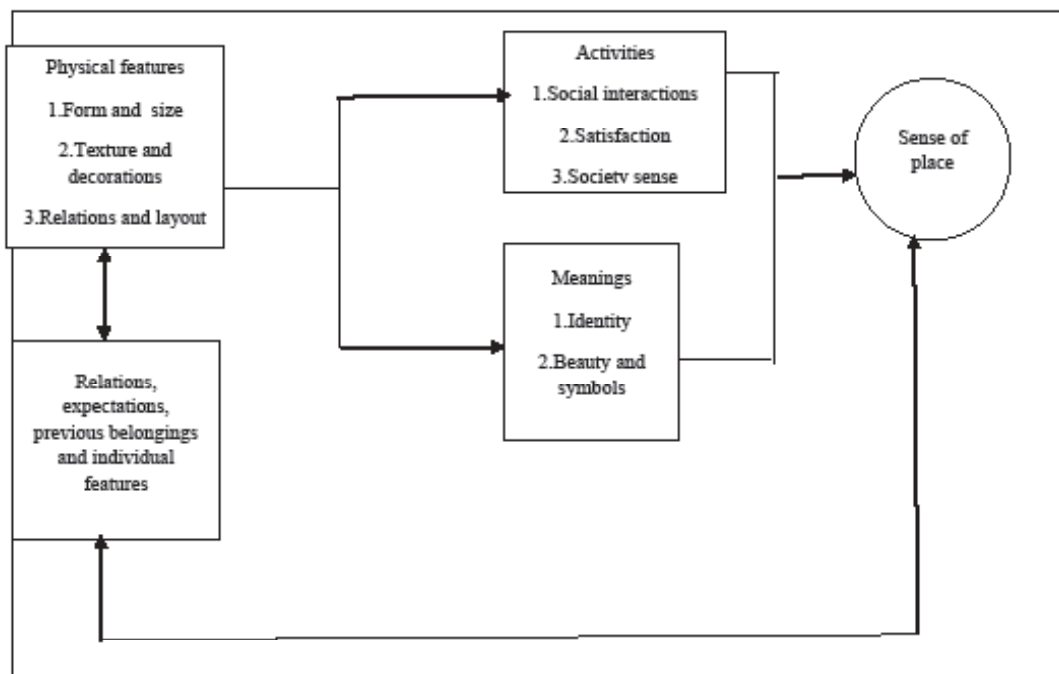 Physical features
1.Form and size
2.Texture and
decorations
3.Relations and layout
Relations,
expectations,
previous belongings
and individual
features
Activities
1.Social interactions
2.Satisfaction
3.Society sense
Meanings
1.Identity
2.Beauty and
symbols
Sense of
place